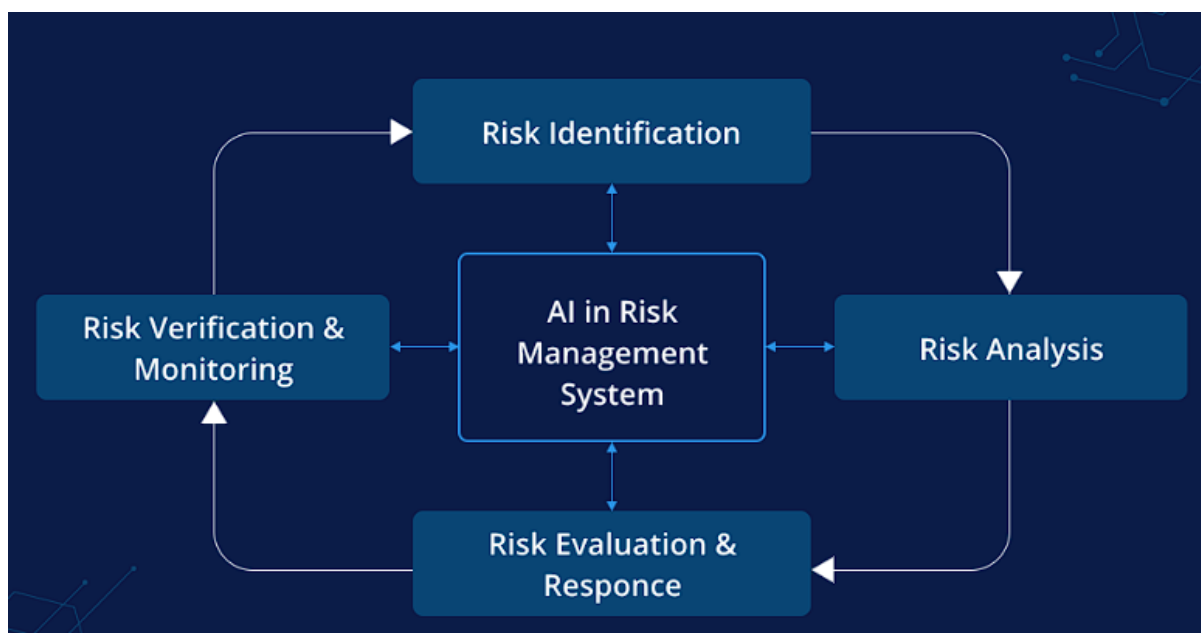 Risk Identification
AI in Risk
Management
System
Risk Verification &
Monitoring
Risk Analysis
Risk Evaluation &
Responce